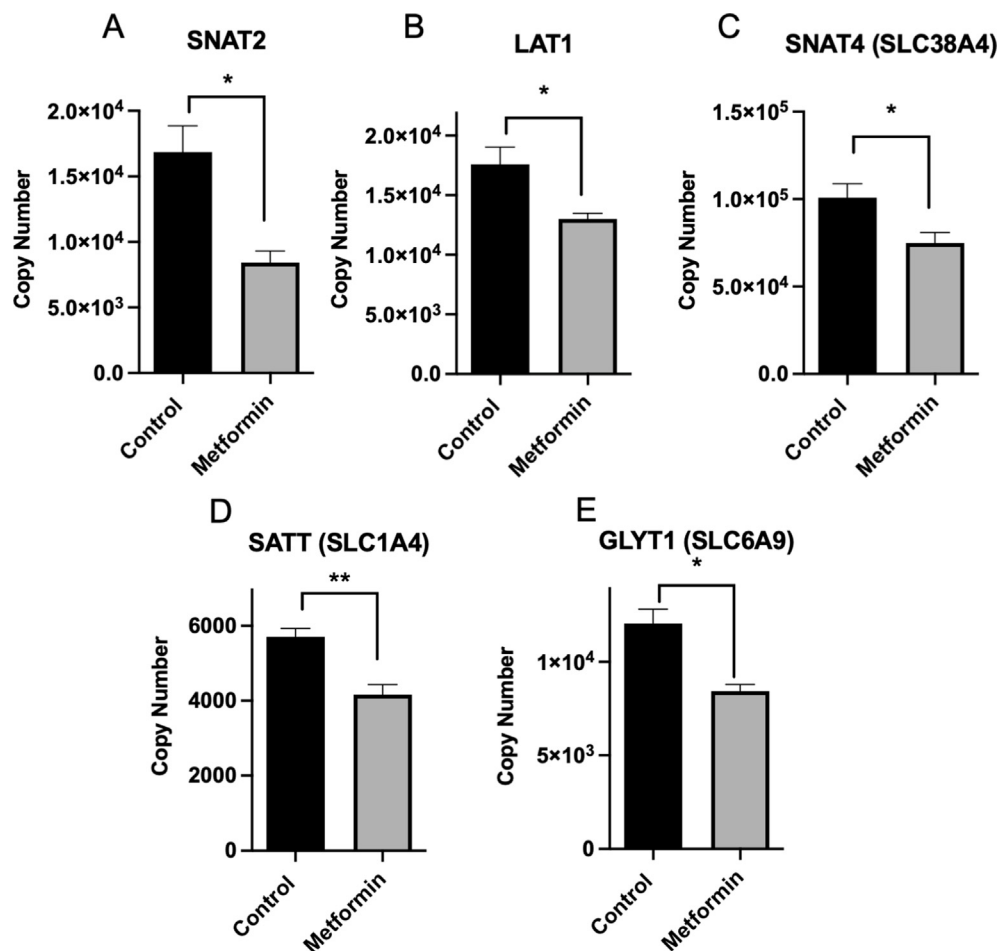 A
SNAT2
*
2.0×10⁴
1.5×10⁴
1.0×10⁴
5.0×10³
0.0
Copy Number
Control
Metformin
B
LAT1
*
2.0×10⁴
1.5×10⁴
1.0×10⁴
5.0×10³
0.0
Copy Number
Control
Metformin
C
SNAT4 (SLC38A4)
*
1.5×10⁵
1.0×10⁵
5.0×10⁴
0.0
Copy Number
Control
Metformin
D
SATT (SLC1A4)
**
6000
4000
2000
0
Copy Number
Control
Metformin
E
GLYT1 (SLC6A9)
*
1×10⁴
5×10³
0
Copy Number
Control
Metformin